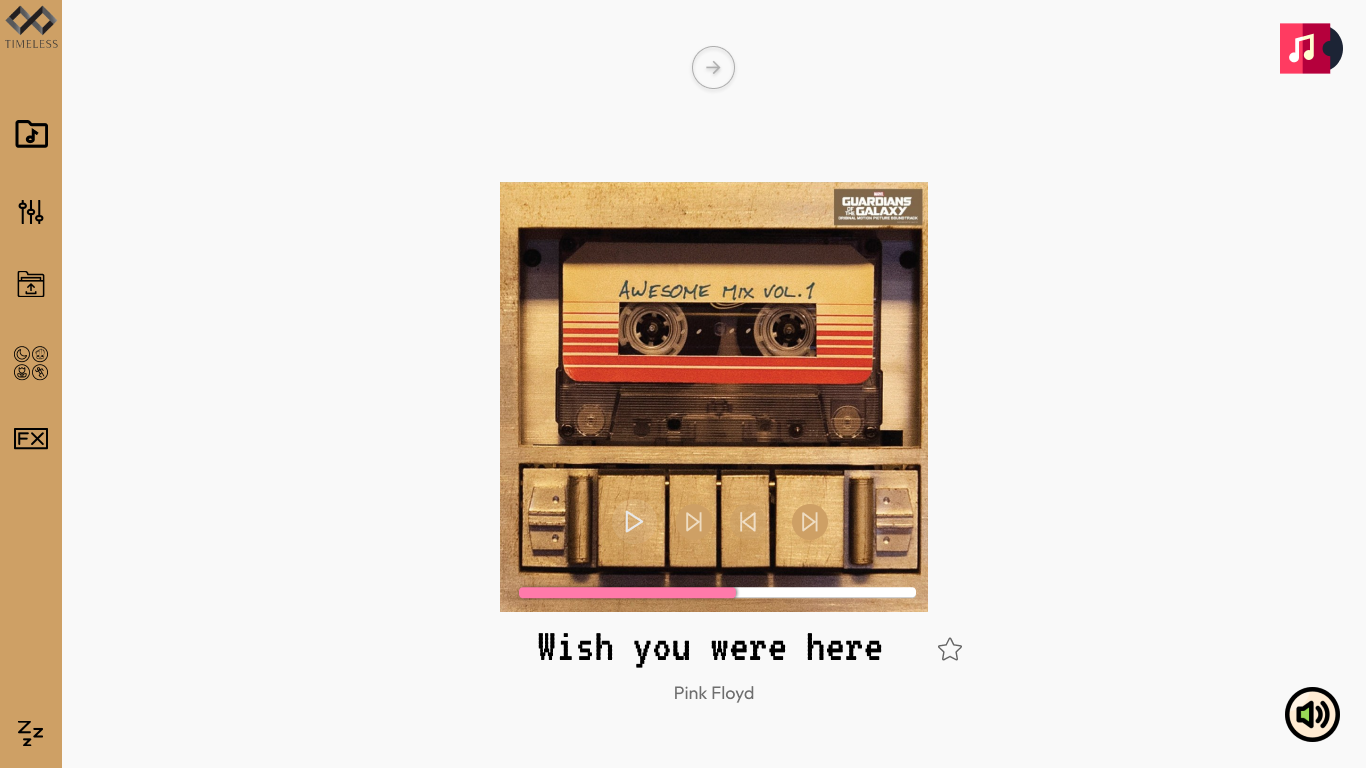 TIMELESS
GUARDIANS
OF THE GALAXY
ORIGINAL MOTION PICTURE SOUNDTRACK
AWESOME MIX VOL.1
FX
Wish you were here
Pink Floyd
Zzz